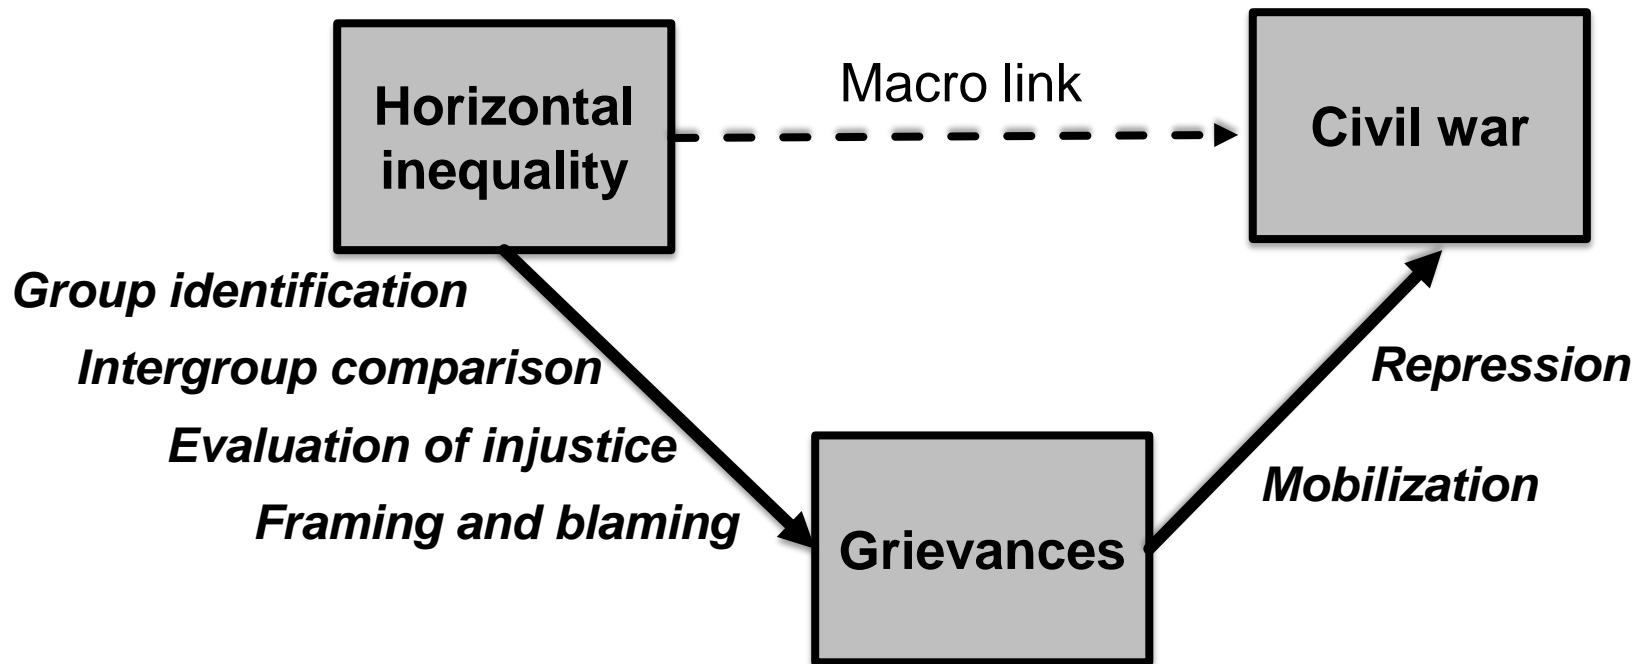 Horizontal
inequality
Macro link
Civil war
Group identification
Intergroup comparison
Evaluation of injustice
Framing and blaming
Grievances
Repression
Mobilization